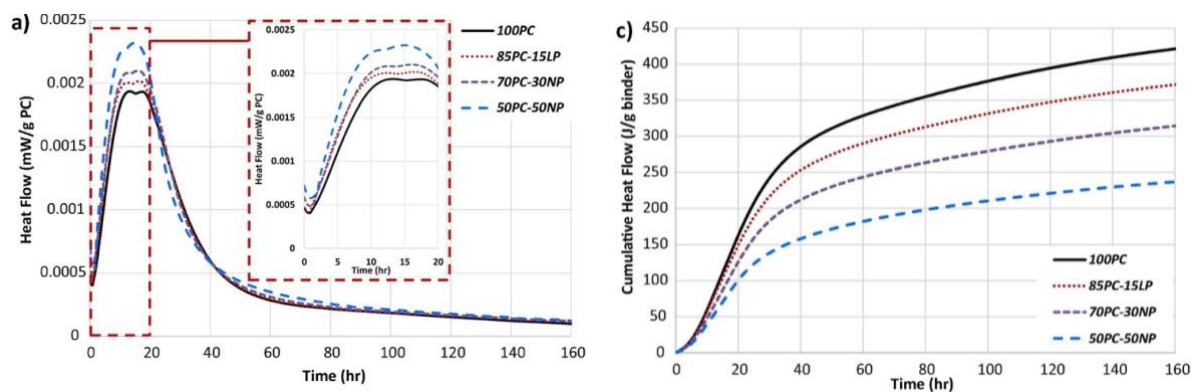 a)
Heat Flow (mW/g PC)
0.0025
0.002
0.0015
0.001
0.0005
0
0 20 40 60 80 100 120 140 160
Time (hr)
Heat Flow (mW/g PC)
0.0025
0.002
0.0015
0.001
0.0005
0
0 5 10 15 20
Time (hr)
100PC
85PC-15LP
70PC-30NP
50PC-50NP
c)
Cumulative Heat Flow (J/g binder)
450
400
350
300
250
200
150
100
50
0
0 20 40 60 80 100 120 140 160
Time (hr)
100PC
85PC-15LP
70PC-30NP
50PC-50NP